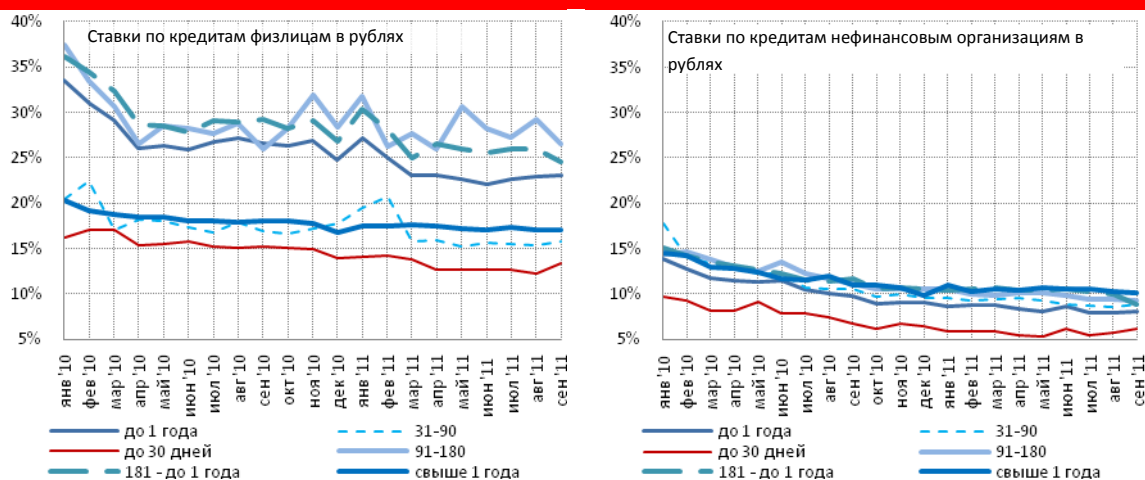 Ставки по кредитам физлицам в рублях
40%
35%
30%
25%
20%
15%
10%
5%
янв '10
фев '10
мар '10
апр '10
май '10
июн '10
июл '10
авг '10
сен '10
окт '10
ноя '10
дек '10
янв '11
фев '11
мар '11
апр '11
май '11
июн '11
июл '11
авг '11
сен '11
до 1 года
31-90
до 30 дней
91-180
181 - до 1 года
свыше 1 года
Ставки по кредитам нефинансовым организациям в
рублях
40%
35%
30%
25%
20%
15%
10%
5%
янв '10
фев '10
мар '10
апр '10
май '10
июн '10
июл '10
авг '10
сен '10
окт '10
ноя '10
дек '10
янв '11
фев '11
мар '11
апр '11
май '11
июн '11
июл '11
авг '11
сен '11
до 1 года
31-90
до 30 дней
91-180
181 - до 1 года
свыше 1 года